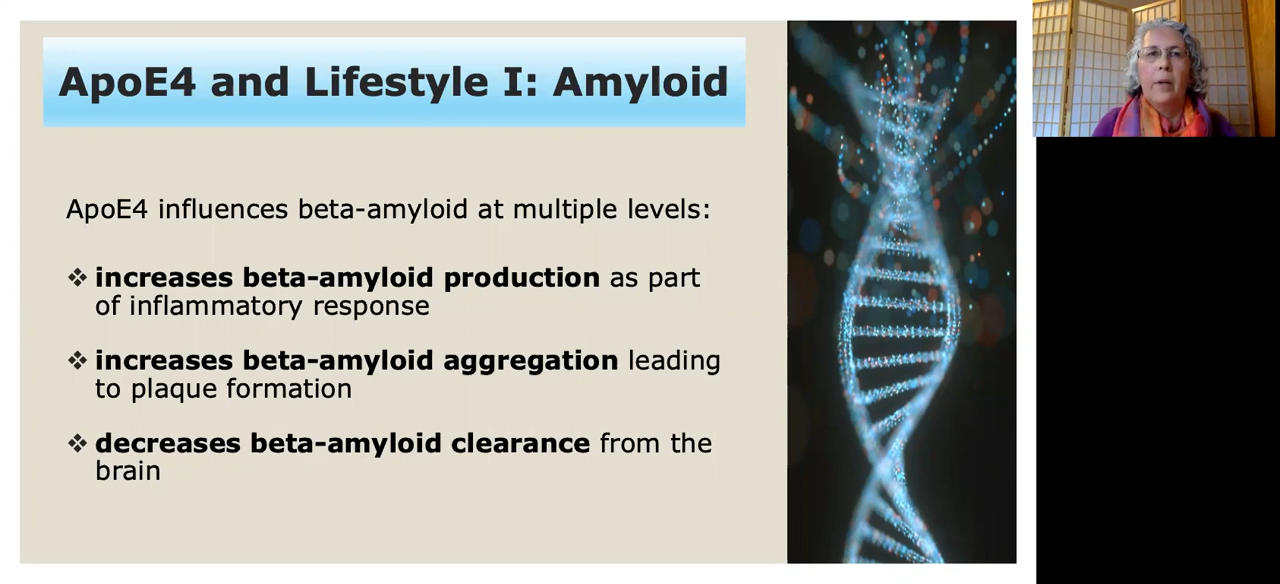 ApoE4 and Lifestyle I: Amyloid
ApoE4 influences beta-amyloid at multiple levels:
❖ increases beta-amyloid production as part
of inflammatory response
❖ increases beta-amyloid aggregation leading
to plaque formation
❖ decreases beta-amyloid clearance from the
brain